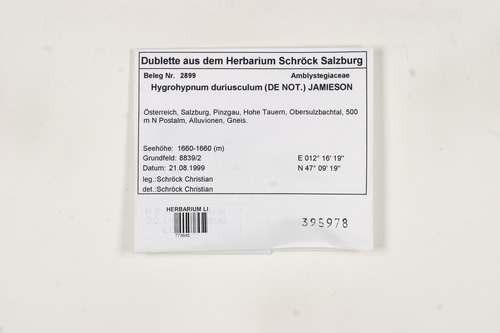 Dublette aus dem Herbarium Schröck Salzburg
Beleg Nr. 2899 Amblystegiaceae
Hygrohypnum duriusculum (DE NOT.) JAMIESON
Österreich, Salzburg, Pinzgau, Hohe Tauern, Obersulzbachtal, 500
m N Postalm, Alluvionen, Gneis.
Seehöhe: 1660-1660 (m)
Grundfeld: 8839/2 E 012° 16' 19"
Datum: 21.08.1999 N 47° 09' 19"
leg.:Schröck Christian
det.:Schröck Christian
HERBARIUM LI
773645
395978